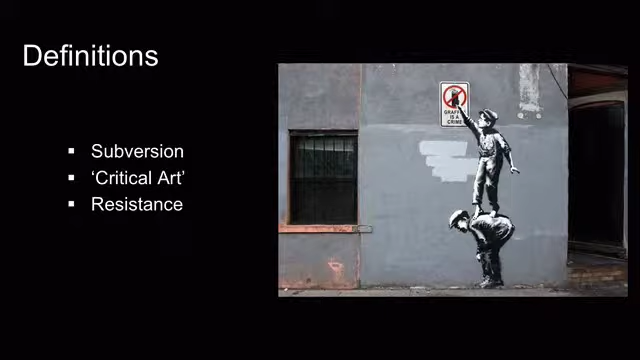 Definitions
▪ Subversion
▪ ‘Critical Art’
▪ Resistance
GRAFFITI
IS A
CRIME